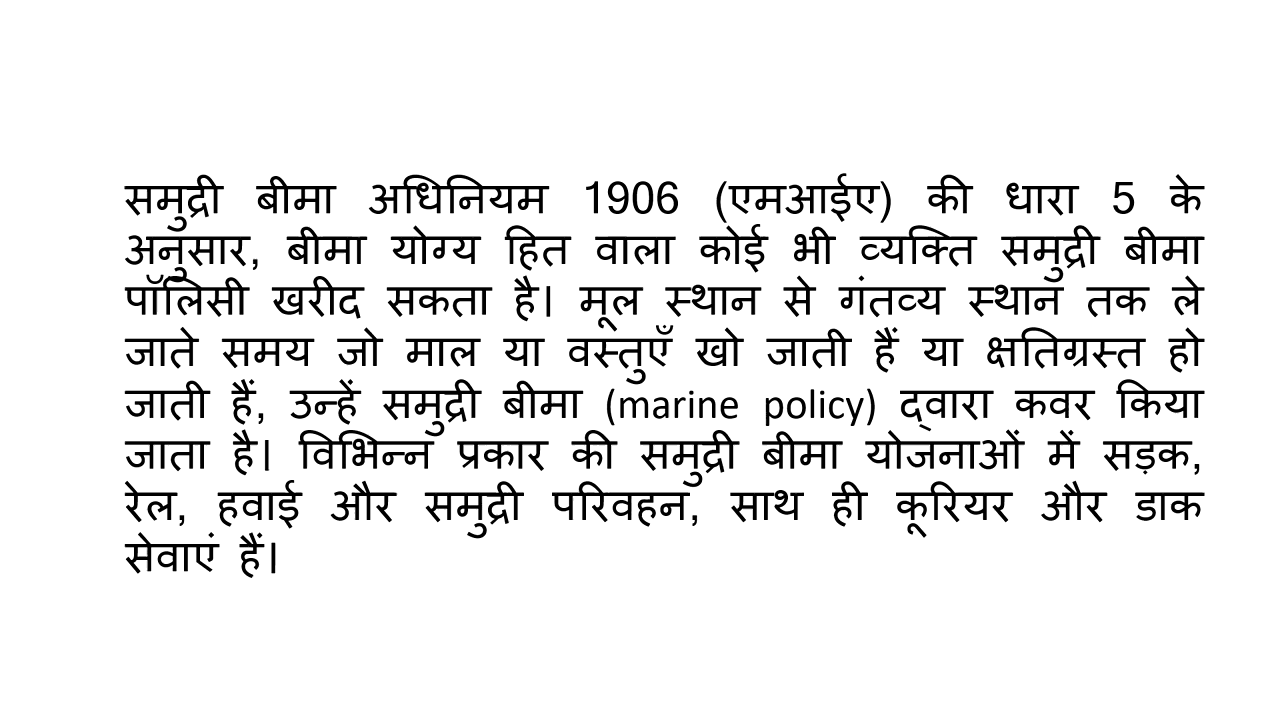 समुद्री बीमा अधिनियम 1906 (एमआईए) की धारा 5 के
अनुसार, बीमा योग्य हित वाला कोई भी व्यक्ति समुद्री बीमा
पॉलिसी खरीद सकता है। मूल स्थान से गंतव्य स्थान तक ले
जाते समय जो माल या वस्तुएँ खो जाती हैं या क्षतिग्रस्त हो
जाती हैं, उन्हें समुद्री बीमा (marine policy) द्वारा कवर किया
जाता है। विभिन्न प्रकार की समुद्री बीमा योजनाओं में सड़क,
रेल, हवाई और समुद्री परिवहन, साथ ही कूरियर और डाक
सेवाएं हैं।